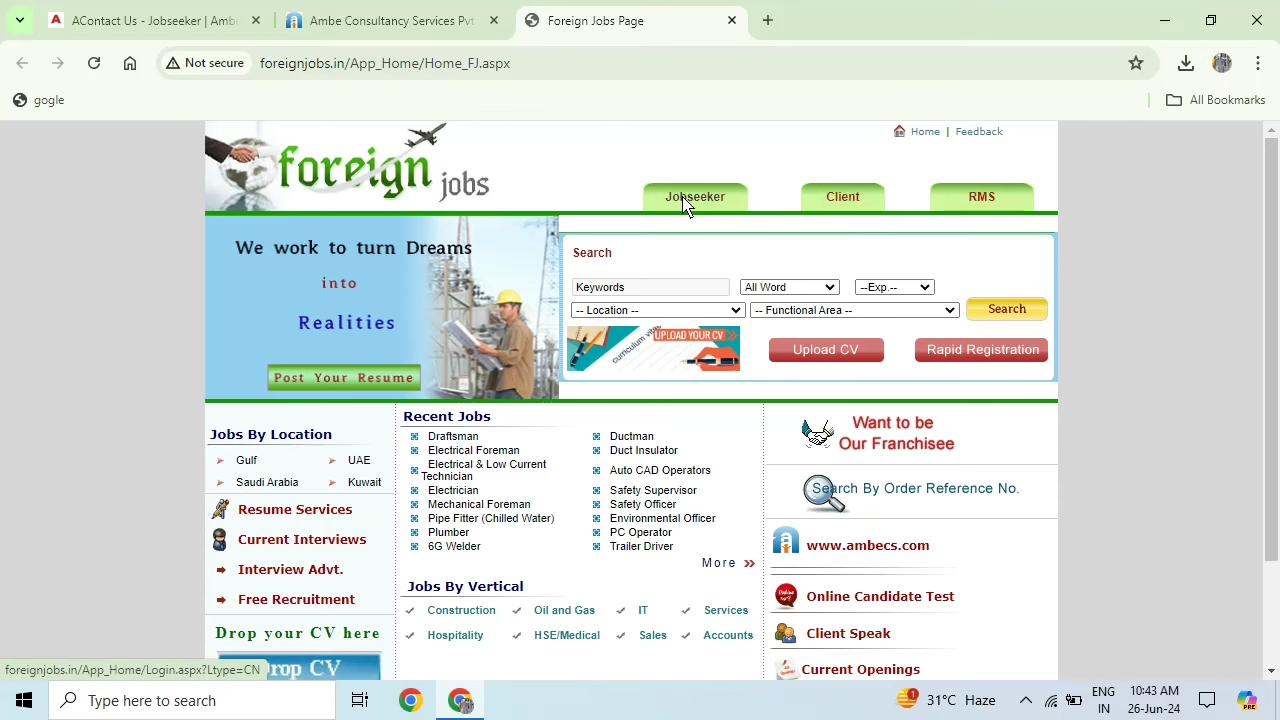 AContact Us - Jobseeker | Ambe
Ambe Consultancy Services Pvt
Foreign Jobs Page
Not secure
foreignjobs.in/App_Home/Home_FJ.aspx
gogle
All Bookmarks
foreign jobs
Home | Feedback
Jobseeker
Client
RMS
We work to turn Dreams
into
Realities
Post Your Resume
Search
Keywords
All Word
--Exp.--
-- Location --
-- Functional Area --
Search
curriculum vitae
UPLOAD YOUR CV
Upload CV
Rapid Registration
Jobs By Location
Gulf
UAE
Saudi Arabia
Kuwait
Resume Services
Current Interviews
Interview Advt.
Free Recruitment
Drop your CV here
Drop CV
Recent Jobs
Draftsman
Ductman
Electrical Foreman
Duct Insulator
Electrical & Low Current
Technician
Auto CAD Operators
Electrician
Safety Supervisor
Mechanical Foreman
Safety Officer
Pipe Fitter (Chilled Water)
Environmental Officer
Plumber
PC Operator
6G Welder
Trailer Driver
More »
Jobs By Vertical
Construction
Oil and Gas
IT
Services
Hospitality
HSE/Medical
Sales
Accounts
Want to be
Our Franchisee
Search By Order Reference No.
www.ambecs.com
Online Candidate Test
Client Speak
Current Openings
foreignjobs.in/App_Home/Login.aspx?Ltype=CN
Type here to search
1
31°C Haze
ENG
IN
10:43 AM
26-Jun-24